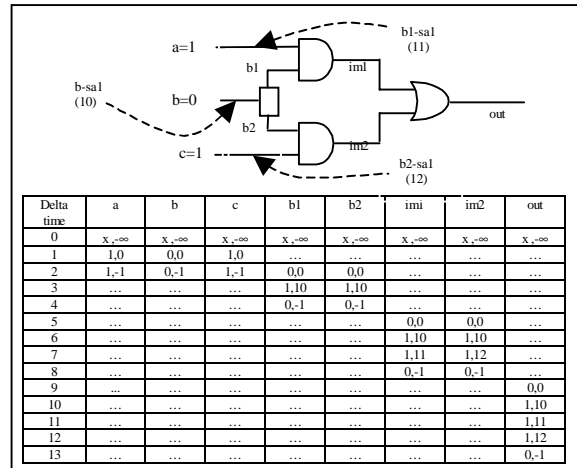 b1-sa1
(11)
a=1
b1
im1
b-sa1
(10)
b=0
out
b2
im2
c=1
b2-sa1
(12)
Delta time a b c b1 b2 imi im2 out
0 x,-∞ x,-∞ x,-∞ x,-∞ x,-∞ x,-∞ x,-∞ x,-∞
1 1,0 0,0 1,0 … … … … …
2 1,-1 0,-1 1,-1 0,0 0,0 … … …
3 … … … 1,10 1,10 … … …
4 … … … 0,-1 0,-1 … … …
5 … … … … … 0,0 0,0 …
6 … … … … … 1,10 1,10 …
7 … … … … … 1,11 1,12 …
8 … … … … … 0,-1 0,-1 …
9 ... … … … … … … 0,0
10 … … … … … … … 1,10
11 … … … … … … … 1,11
12 … … … … … … … 1,12
13 … … … … … … … 0,-1